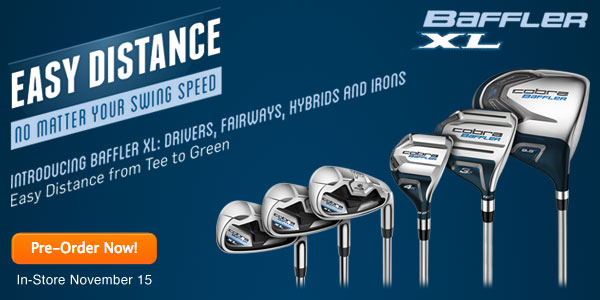 EASY DISTANCE
NO MATTER YOUR SWING SPEED
INTRODUCING BAFFLER XL: DRIVERS, FAIRWAYS, HYBRIDS AND IRONS
Easy Distance from Tee to Green
Pre-Order Now!
In-Store November 15
BAFFLER
XL
cobra
BAFFLER
cobra
BAFFLER
cobra
BAFFLER